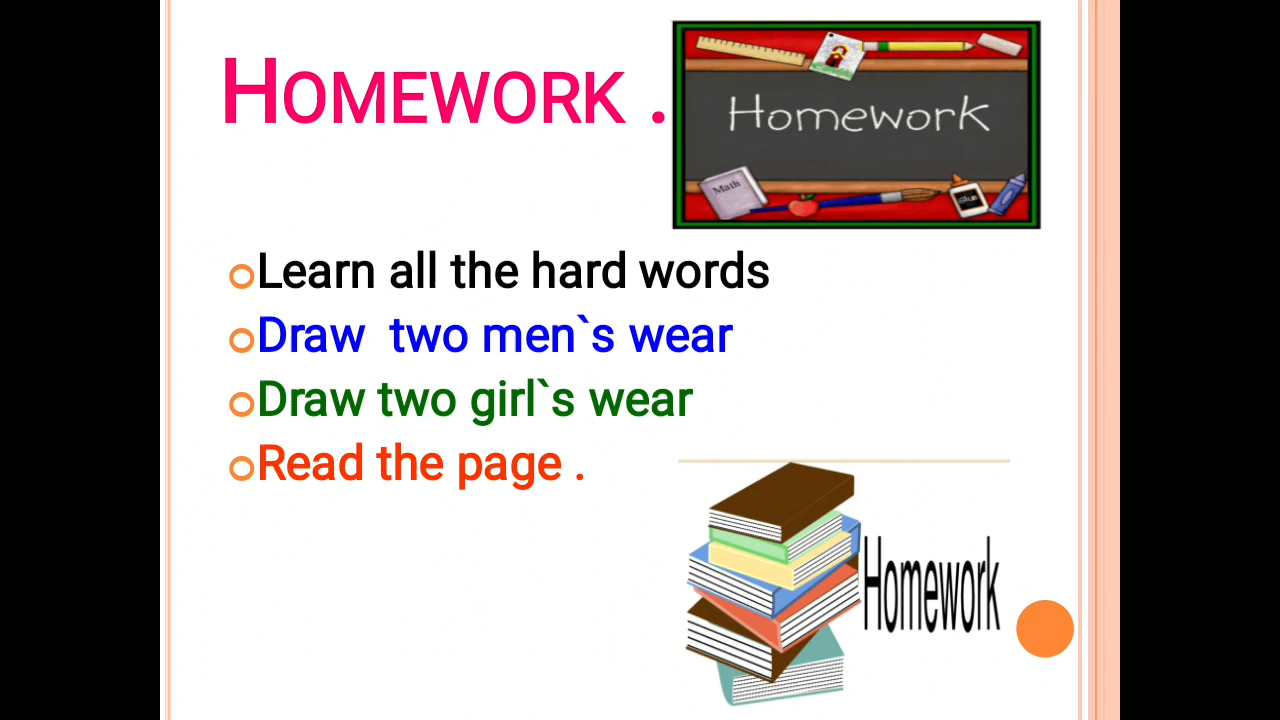 HOMEWORK .
Homework
Math
Glue
Learn all the hard words
Draw two men`s wear
Draw two girl`s wear
Read the page .
Homework